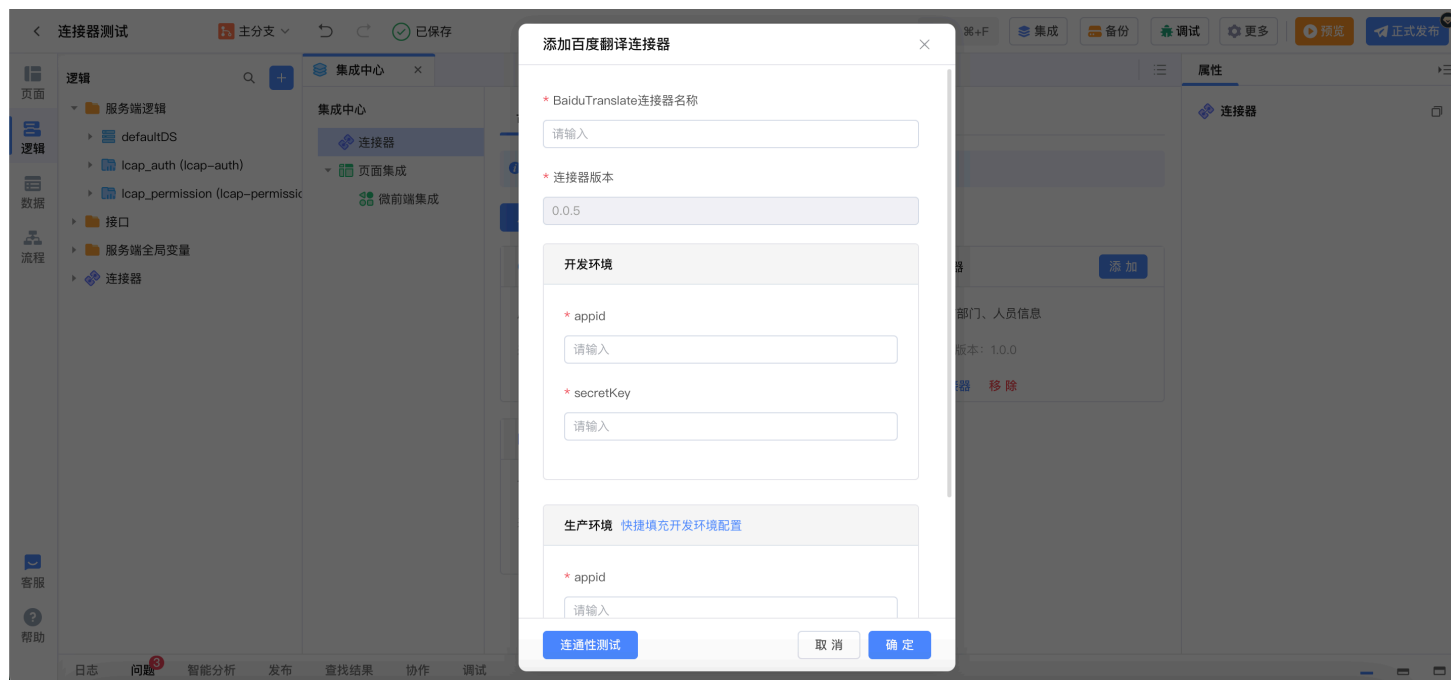 连接器测试
主分支
已保存
⌘+F
集成
备份
调试
更多
预览
正式发布
页面
逻辑
数据
流程
客服
帮助
逻辑
服务端逻辑
defaultDS
lcap_auth (lcap-auth)
lcap_permission (lcap-permissic
接口
服务端全局变量
连接器
集成中心
集成中心
连接器
页面集成
微前端集成
添加百度翻译连接器
* BaiduTranslate连接器名称
请输入
* 连接器版本
0.0.5
开发环境
* appid
请输入
* secretKey
请输入
生产环境 快捷填充开发环境配置
* appid
请输入
连通性测试
取消
确定
添加
部门、人员信息
版本：1.0.0
移除
属性
连接器
日志
问题
3
智能分析
发布
查找结果
协作
调试